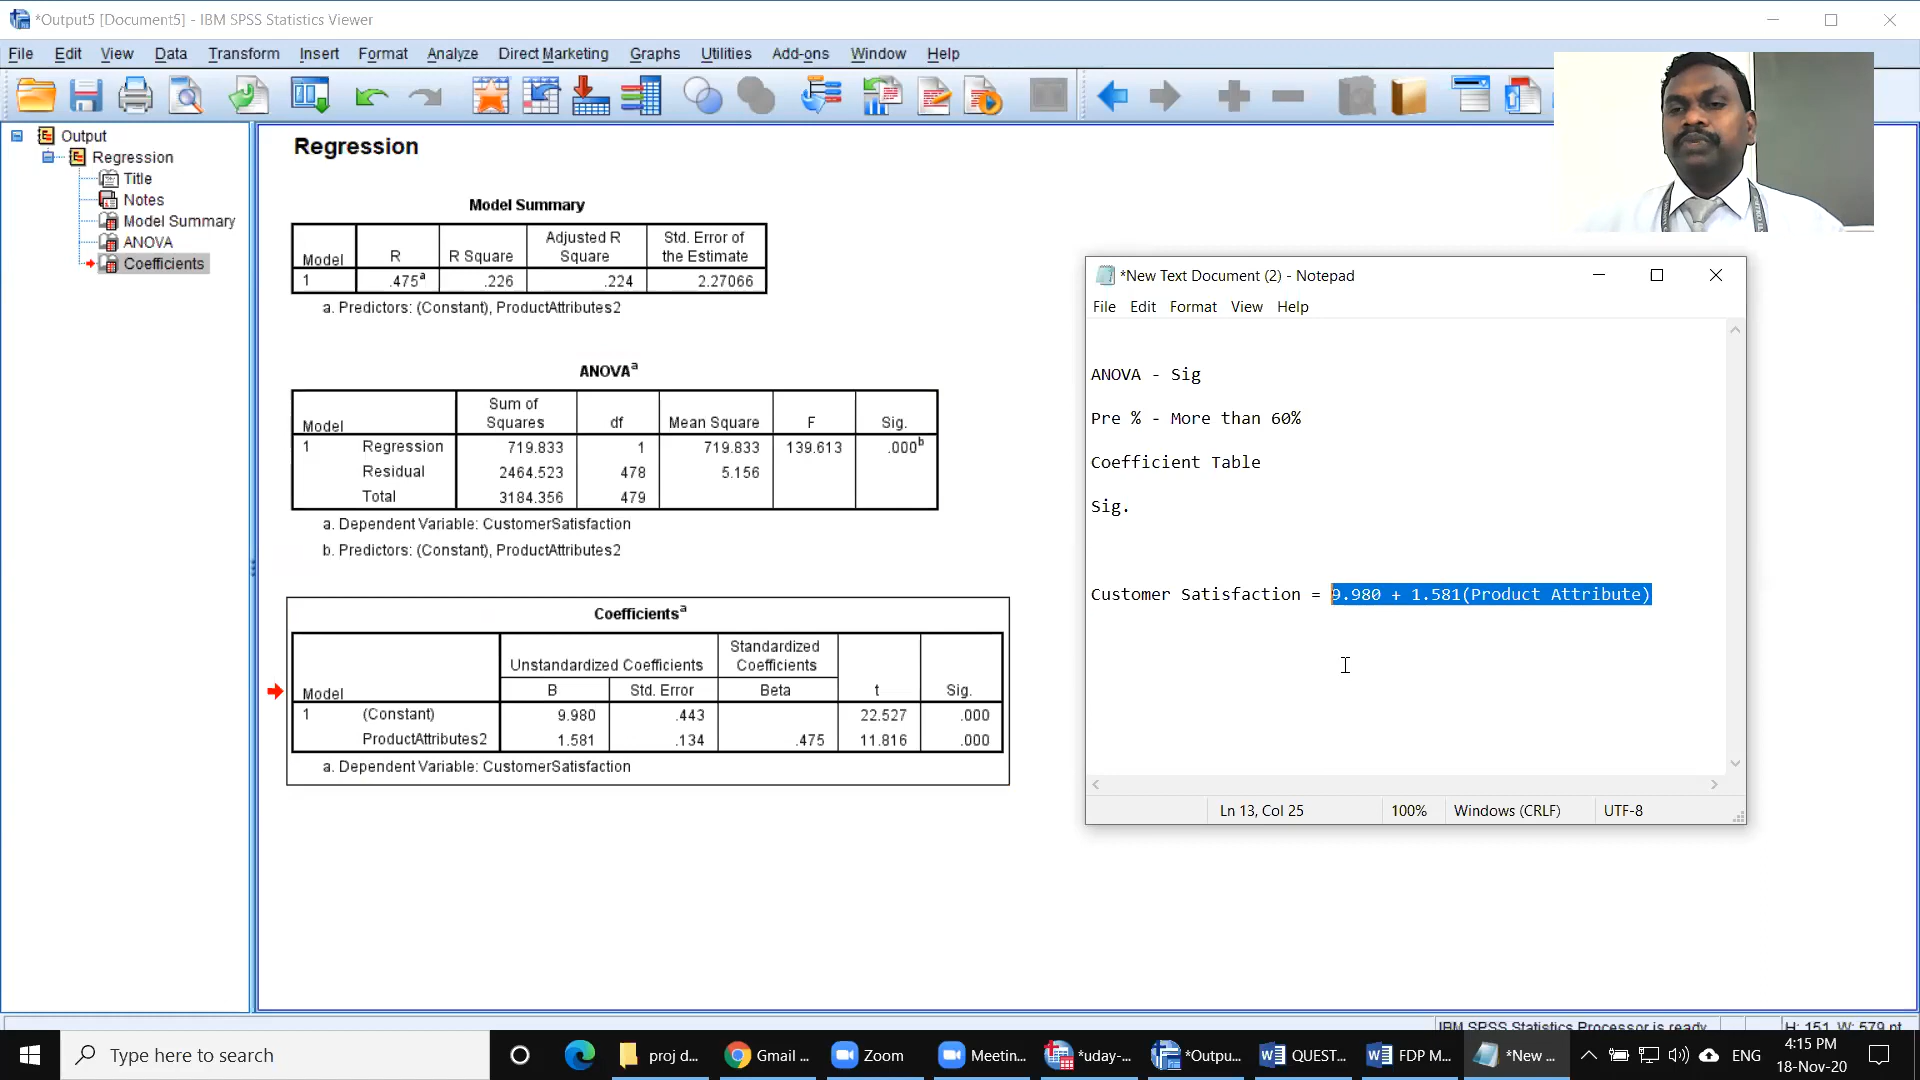 *Output5 [Document5] - IBM SPSS Statistics Viewer
File Edit View Data Transform Insert Format Analyze Direct Marketing Graphs Utilities Add-ons Window Help
Output
Regression
Title
Notes
Model Summary
ANOVA
Coefficients
Regression
Model Summary
Model R R Square Adjusted R Square Std. Error of the Estimate
1 .475a .226 .224 2.27066
a. Predictors: (Constant), ProductAttributes2
ANOVAa
Model Sum of Squares df Mean Square F Sig.
1 Regression 719.833 1 719.833 139.613 .000b
Residual 2464.523 478 5.156
Total 3184.356 479
a. Dependent Variable: CustomerSatisfaction
b. Predictors: (Constant), ProductAttributes2
Coefficientsa
Unstandardized Coefficients Standardized Coefficients
Model B Std. Error Beta t Sig.
1 (Constant) 9.980 .443 22.527 .000
ProductAttributes2 1.581 .134 .475 11.816 .000
a. Dependent Variable: CustomerSatisfaction
*New Text Document (2) - Notepad
File Edit Format View Help
ANOVA - Sig
Pre % - More than 60%
Coefficient Table
Sig.
Customer Satisfaction = 9.980 + 1.581(Product Attribute)
Ln 13, Col 25 100% Windows (CRLF) UTF-8
IBM SPSS Statistics Processor is ready H: 151, W: 579 pt
Type here to search
proj d... Gmail ... Zoom Meetin... *uday-... *Outpu... QUEST... FDP M... *New ... ENG
4:15 PM
18-Nov-20